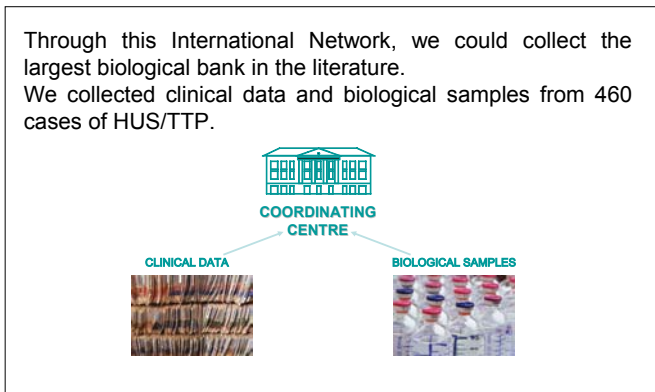 Through this International Network, we could collect the
largest biological bank in the literature.
We collected clinical data and biological samples from 460
cases of HUS/TTP.
COORDINATING
CENTRE
CLINICAL DATA
BIOLOGICAL SAMPLES